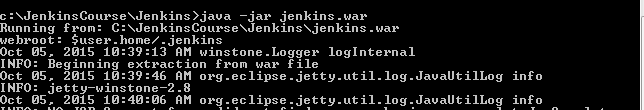 c:\JenkinsCourse\Jenkins>java -jar jenkins.war
Running from: C:\JenkinsCourse\Jenkins\jenkins.war
webroot: $user.home/.jenkins
Oct 05, 2015 10:39:13 AM winstone.Logger logInternal
INFO: Beginning extraction from war file
Oct 05, 2015 10:39:46 AM org.eclipse.jetty.util.log.JavaUtilLog info
INFO: jetty-winstone-2.8
Oct 05, 2015 10:40:06 AM org.eclipse.jetty.util.log.JavaUtilLog info